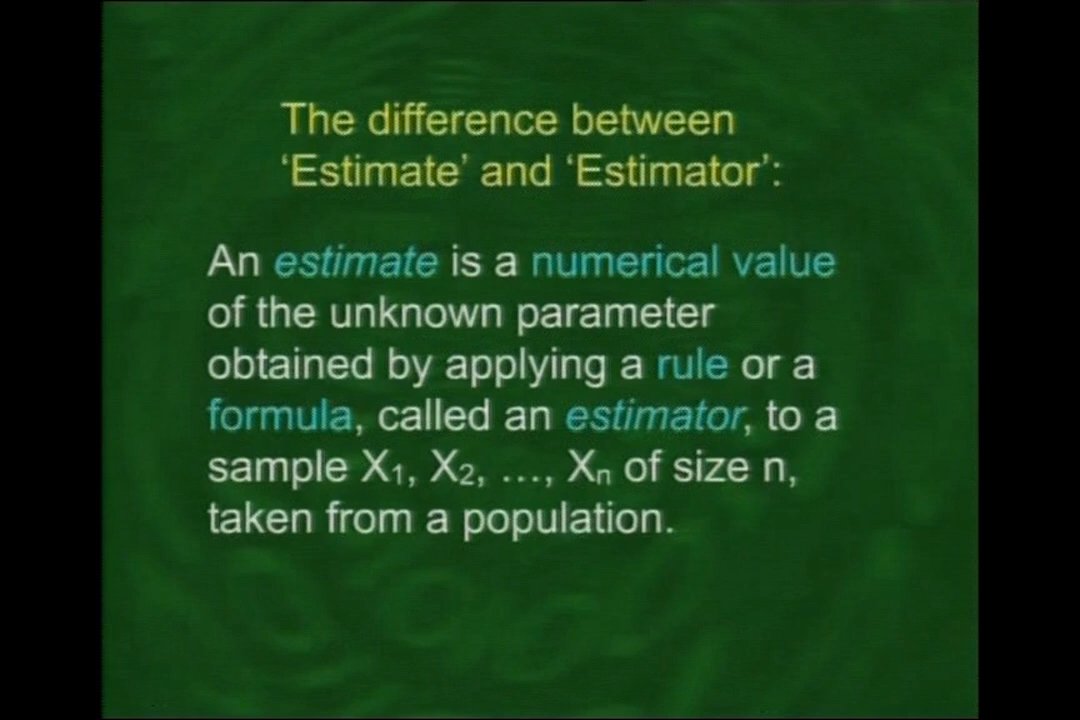 The difference between
‘Estimate’ and ‘Estimator’:
An estimate is a numerical value
of the unknown parameter
obtained by applying a rule or a
formula, called an estimator, to a
sample X₁, X₂, …, Xₙ of size n,
taken from a population.